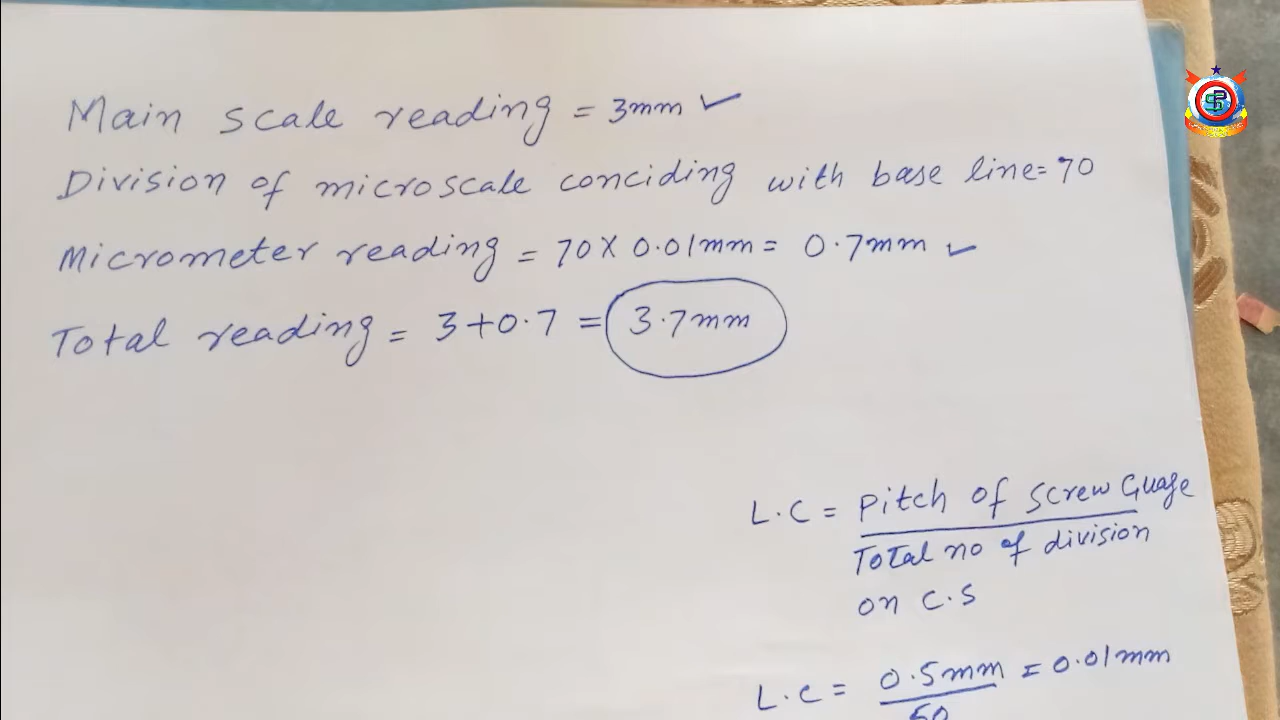 Main scale reading = 3mm ✓
Division of microscale conciding with base line = 70
Micrometer reading = 70 X 0.01mm = 0.7mm ✓
Total reading = 3+0.7 = 3.7mm
L.C = Pitch of screw Guage
Total no of division
on C.S
L.C = 0.5mm = 0.01mm
50